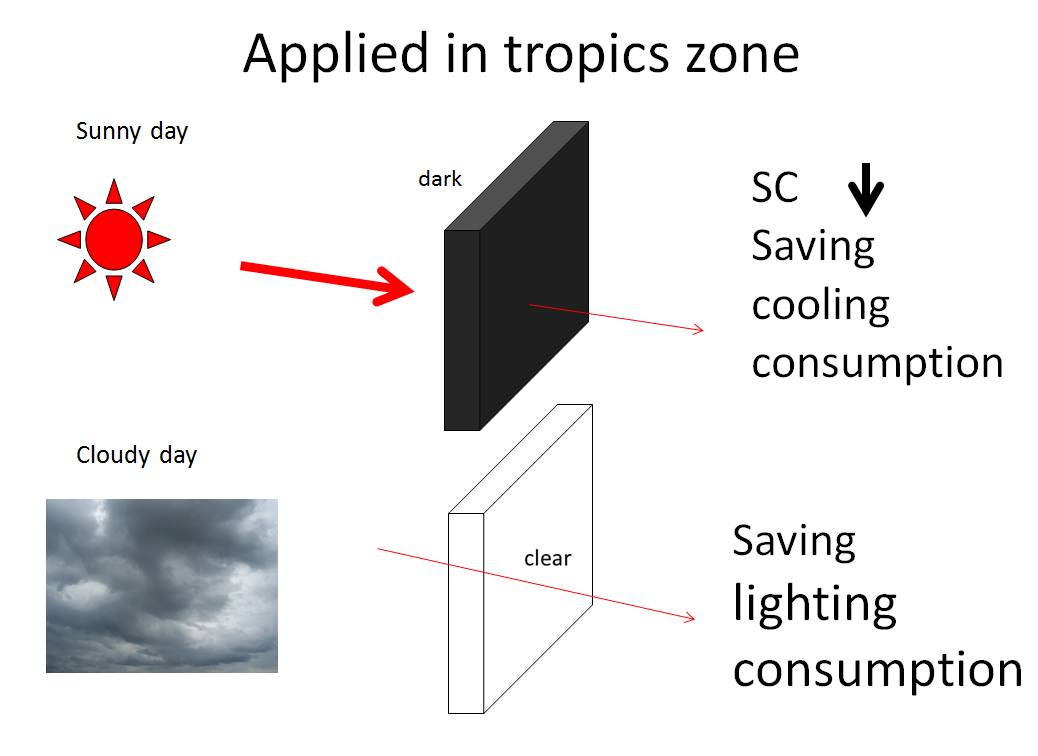 Applied in tropics zone
Sunny day
dark
SC
Saving
cooling
consumption
Cloudy day
clear
Saving
lighting
consumption